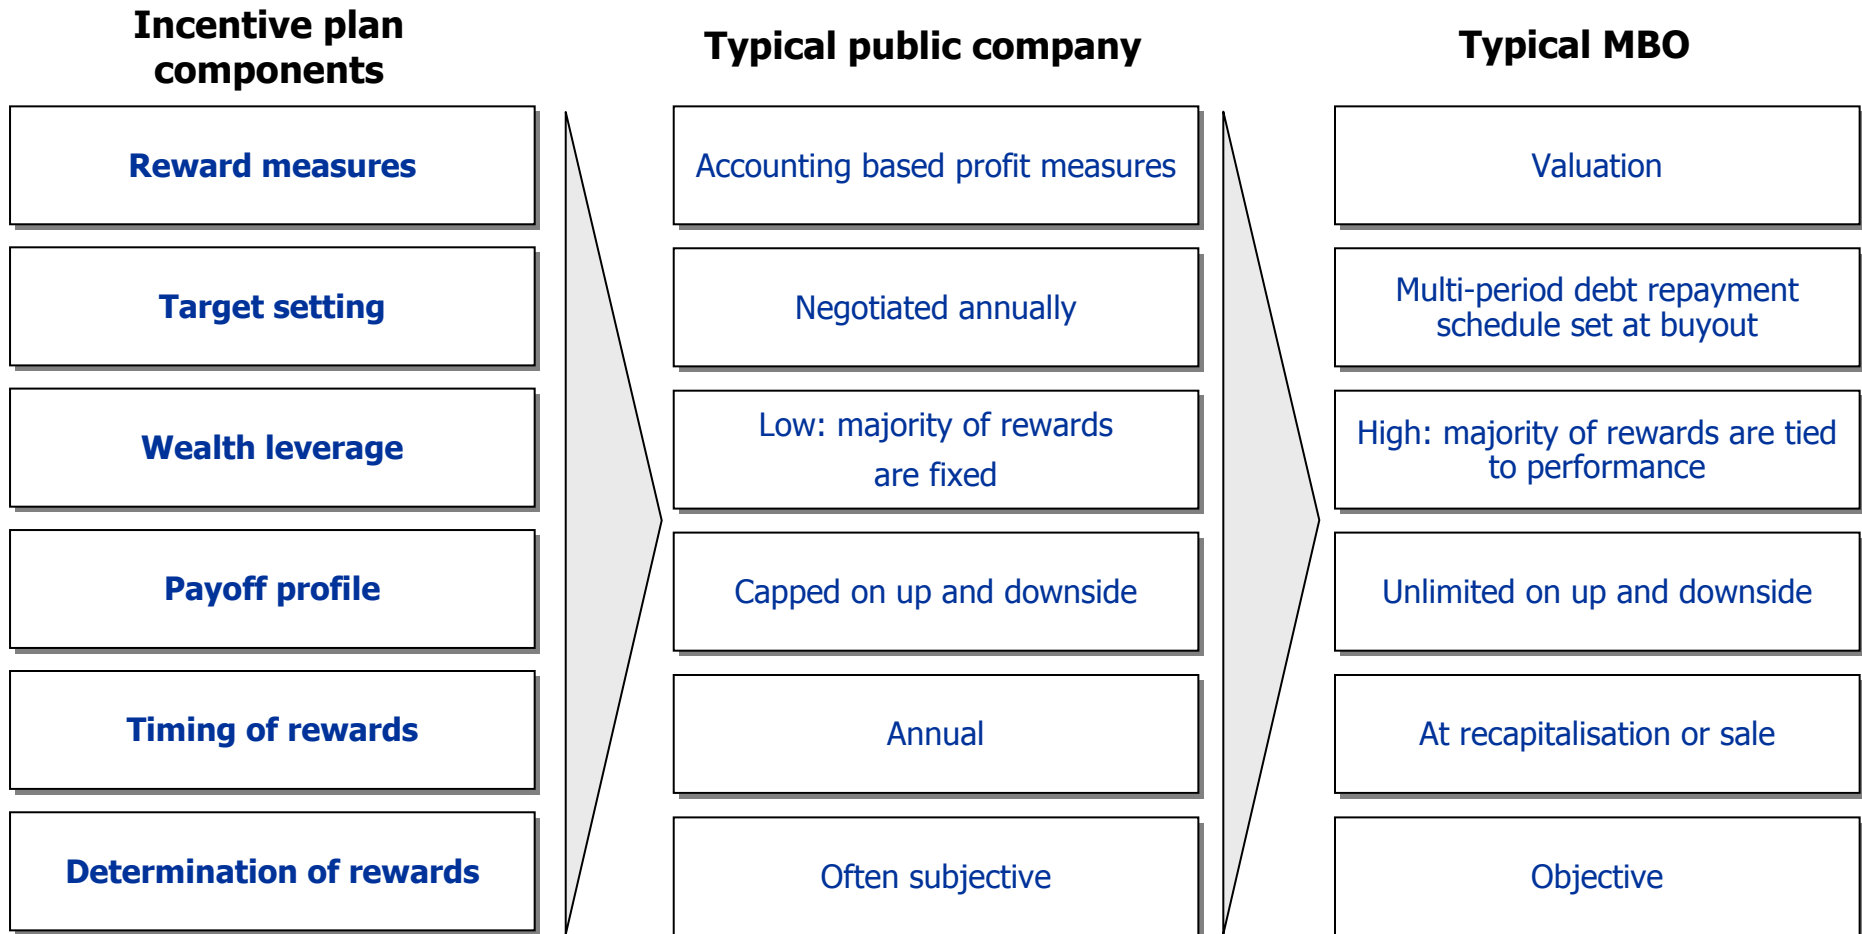 Incentive plan
components
Typical public company
Typical MBO
Reward measures
Accounting based profit measures
Valuation
Target setting
Negotiated annually
Multi-period debt repayment
schedule set at buyout
Wealth leverage
Low: majority of rewards
are fixed
High: majority of rewards are tied
to performance
Payoff profile
Capped on up and downside
Unlimited on up and downside
Timing of rewards
Annual
At recapitalisation or sale
Determination of rewards
Often subjective
Objective